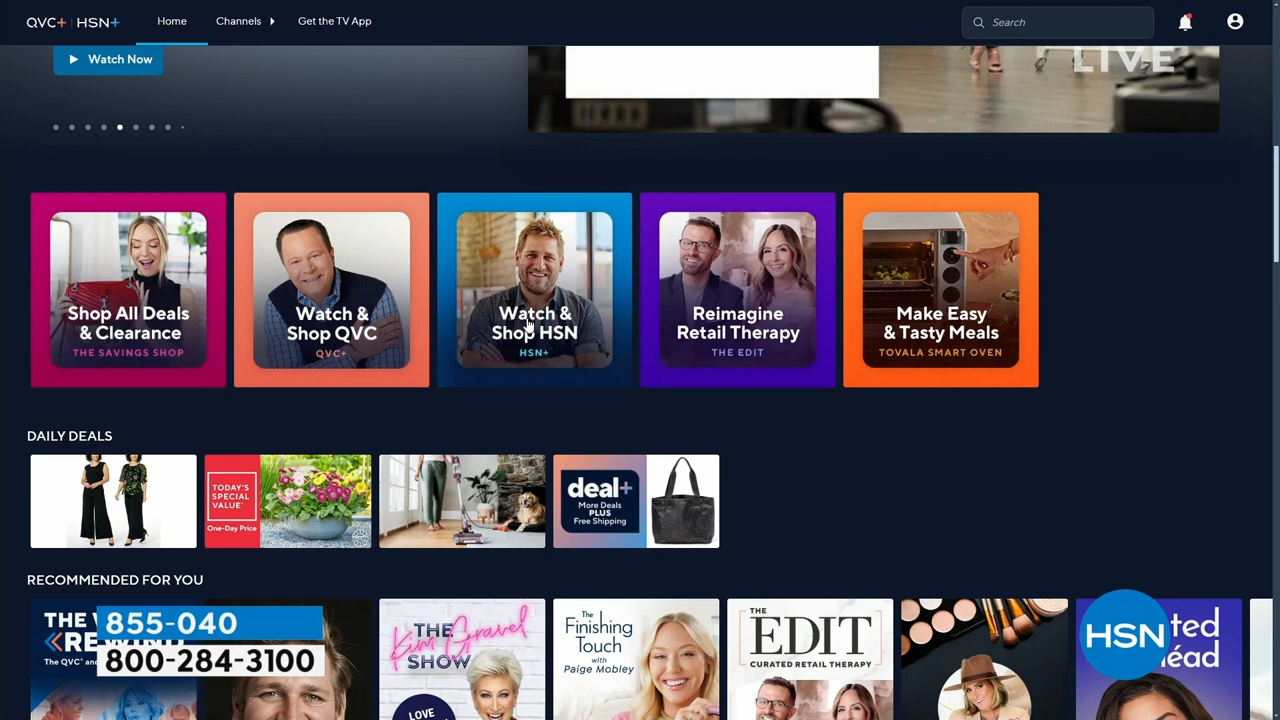 QVC+ | HSN+
Home
Channels
Get the TV App
Search
Watch Now
LIVE
Shop All Deals
& Clearance
THE SAVINGS SHOP
Watch &
Shop QVC
QVC+
Watch &
Shop HSN
HSN+
Reimagine
Retail Therapy
THE EDIT
Make Easy
& Tasty Meals
TOVALA SMART OVEN
DAILY DEALS
TODAY'S
SPECIAL
VALUE
One-Day Price
deal+
More Deals
PLUS
Free Shipping
RECOMMENDED FOR YOU
THE
The QVC+
855-040
800-284-3100
THE
Kim Gravel
SHOW
LOVE
The
Finishing
Touch
with
Paige Mobley
THE
EDIT
CURATED RETAIL THERAPY
HSN